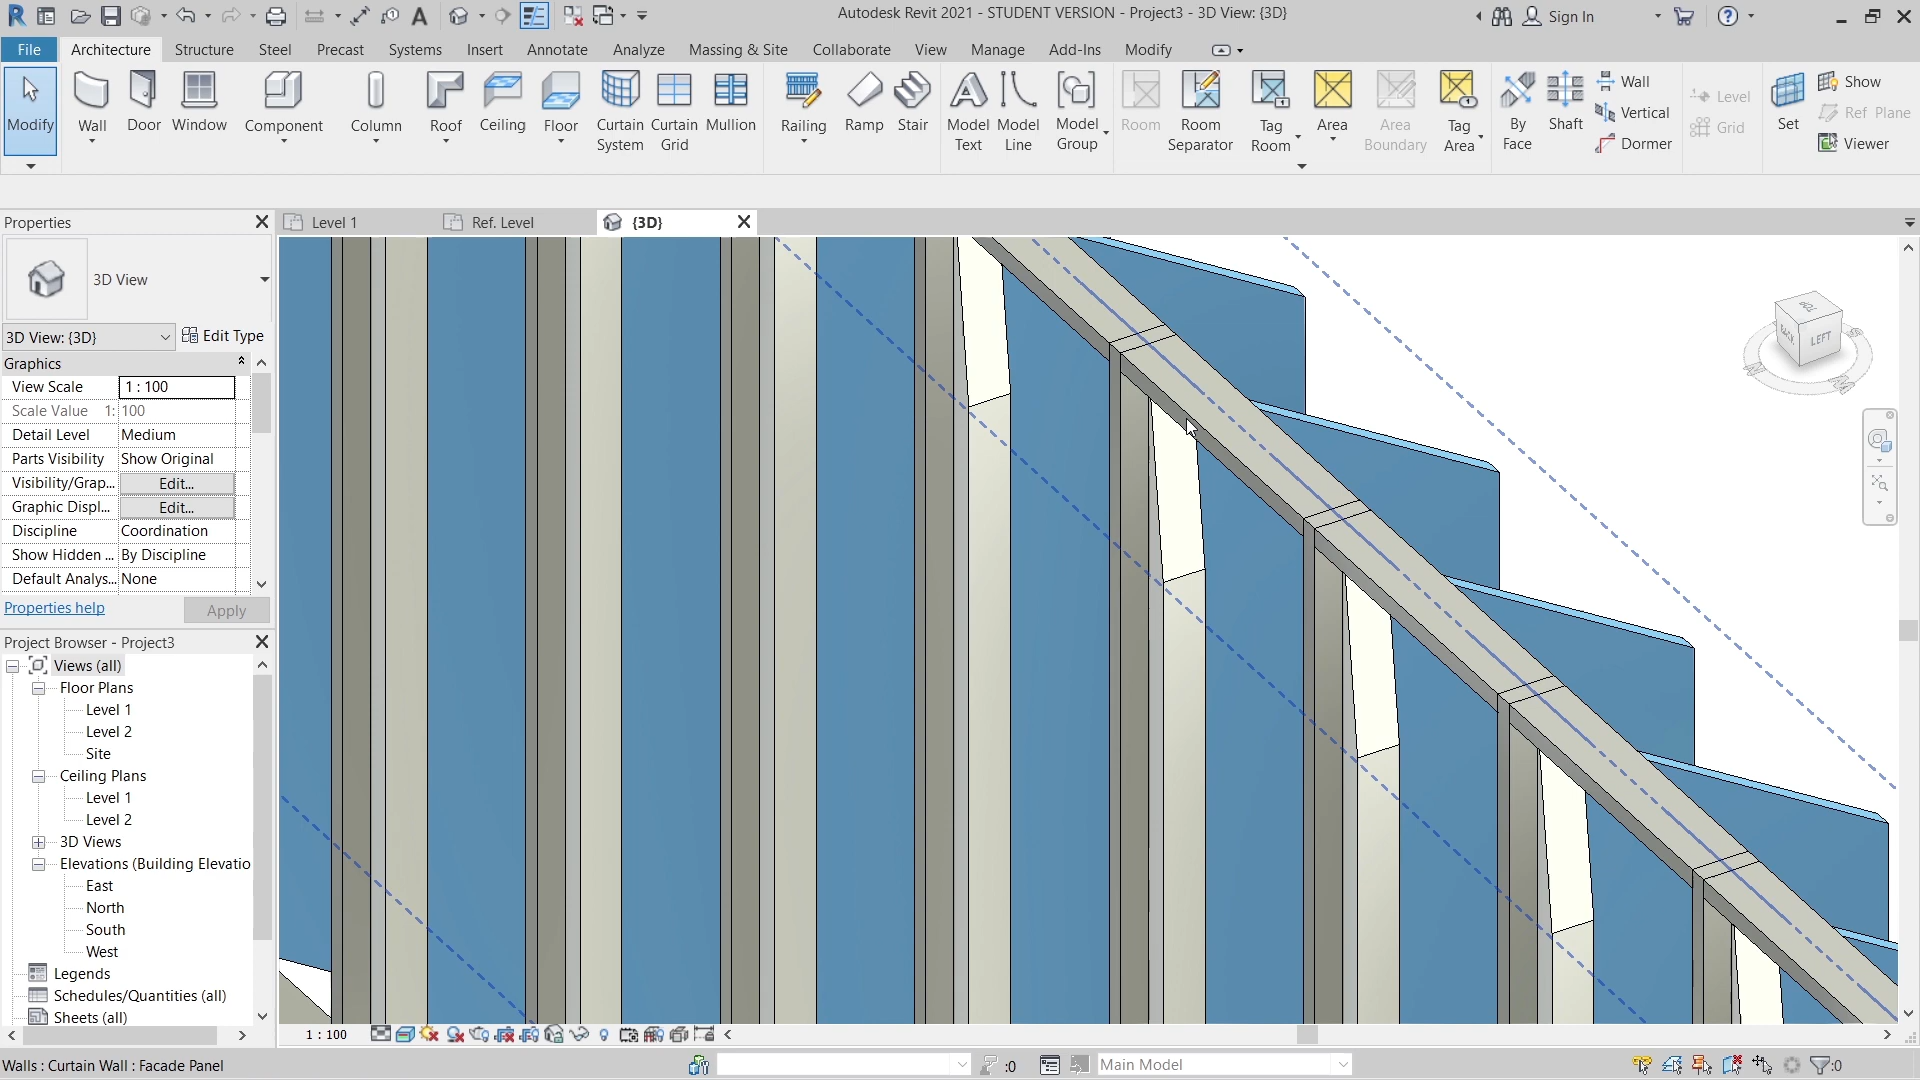 Autodesk Revit 2021 - STUDENT VERSION - Project3 - 3D View: {3D}
Sign In
File Architecture Structure Steel Precast Systems Insert Annotate Analyze Massing & Site Collaborate View Manage Add-Ins Modify
Modify
Wall
Door
Window
Component
Column
Roof
Ceiling
Floor
Curtain System
Curtain Grid
Mullion
Railing
Ramp
Stair
Model Text
Model Line
Model Group
Room
Room Separator
Tag Room
Area
Area Boundary
Tag Area
By Face
Shaft
Wall
Vertical
Dormer
Level
Grid
Set
Show
Ref Plane
Viewer
Properties
Level 1
Ref. Level
{3D}
3D View
3D View: {3D}
Edit Type
Graphics
View Scale 1 : 100
Scale Value 1: 100
Detail Level Medium
Parts Visibility Show Original
Visibility/Grap... Edit...
Graphic Displ... Edit...
Discipline Coordination
Show Hidden ... By Discipline
Default Analys... None
Properties help
Apply
Project Browser - Project3
Views (all)
Floor Plans
Level 1
Level 2
Site
Ceiling Plans
Level 1
Level 2
3D Views
Elevations (Building Elevatio
East
North
South
West
Legends
Schedules/Quantities (all)
Sheets (all)
LEFT
1 : 100
Walls : Curtain Wall : Facade Panel
:0
Main Model
:0